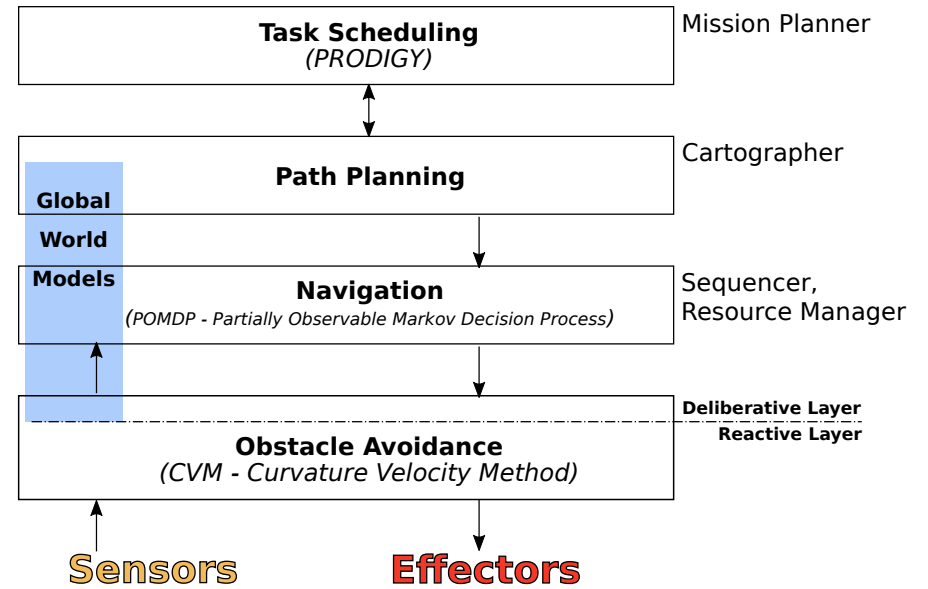 Task Scheduling
(PRODIGY)
Mission Planner
Path Planning
Cartographer
Global
World
Models
Navigation
(POMDP - Partially Observable Markov Decision Process)
Sequencer,
Resource Manager
Deliberative Layer
Reactive Layer
Obstacle Avoidance
(CVM - Curvature Velocity Method)
Sensors
Effectors